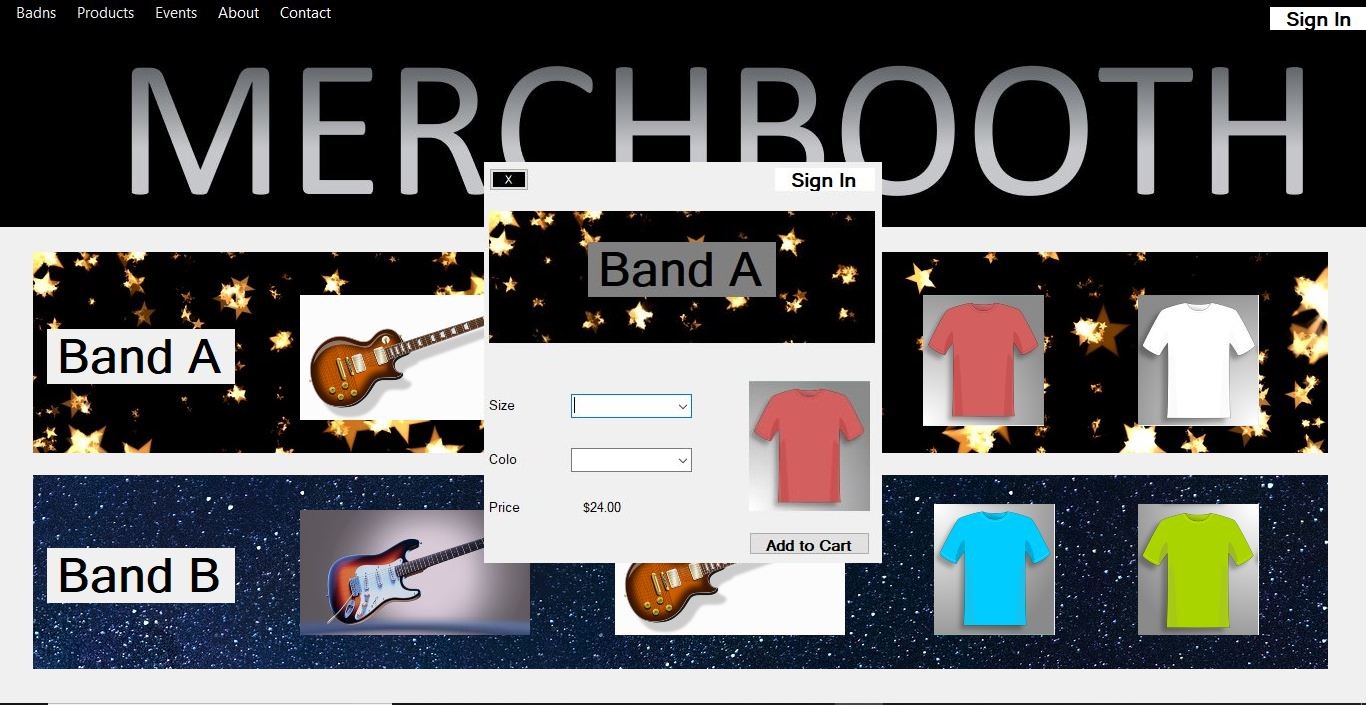 Badns Products Events About Contact
Sign In
MERCHBOOTH
X
Sign In
Band A
Band A
Size
Colo
Price $24.00
Add to Cart
Band B